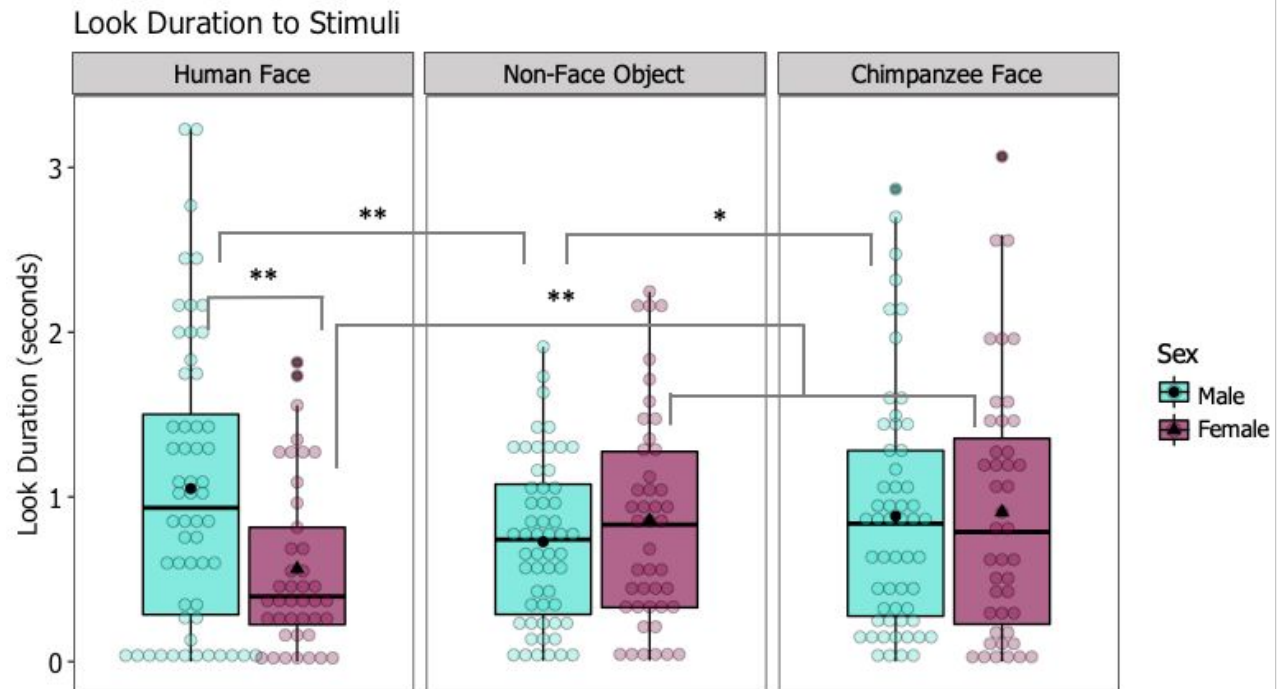 Look Duration to Stimuli
Human Face
Non-Face Object
Chimpanzee Face
Look Duration (seconds)
3
2
1
0
**
**
**
*
Sex
Male
Female